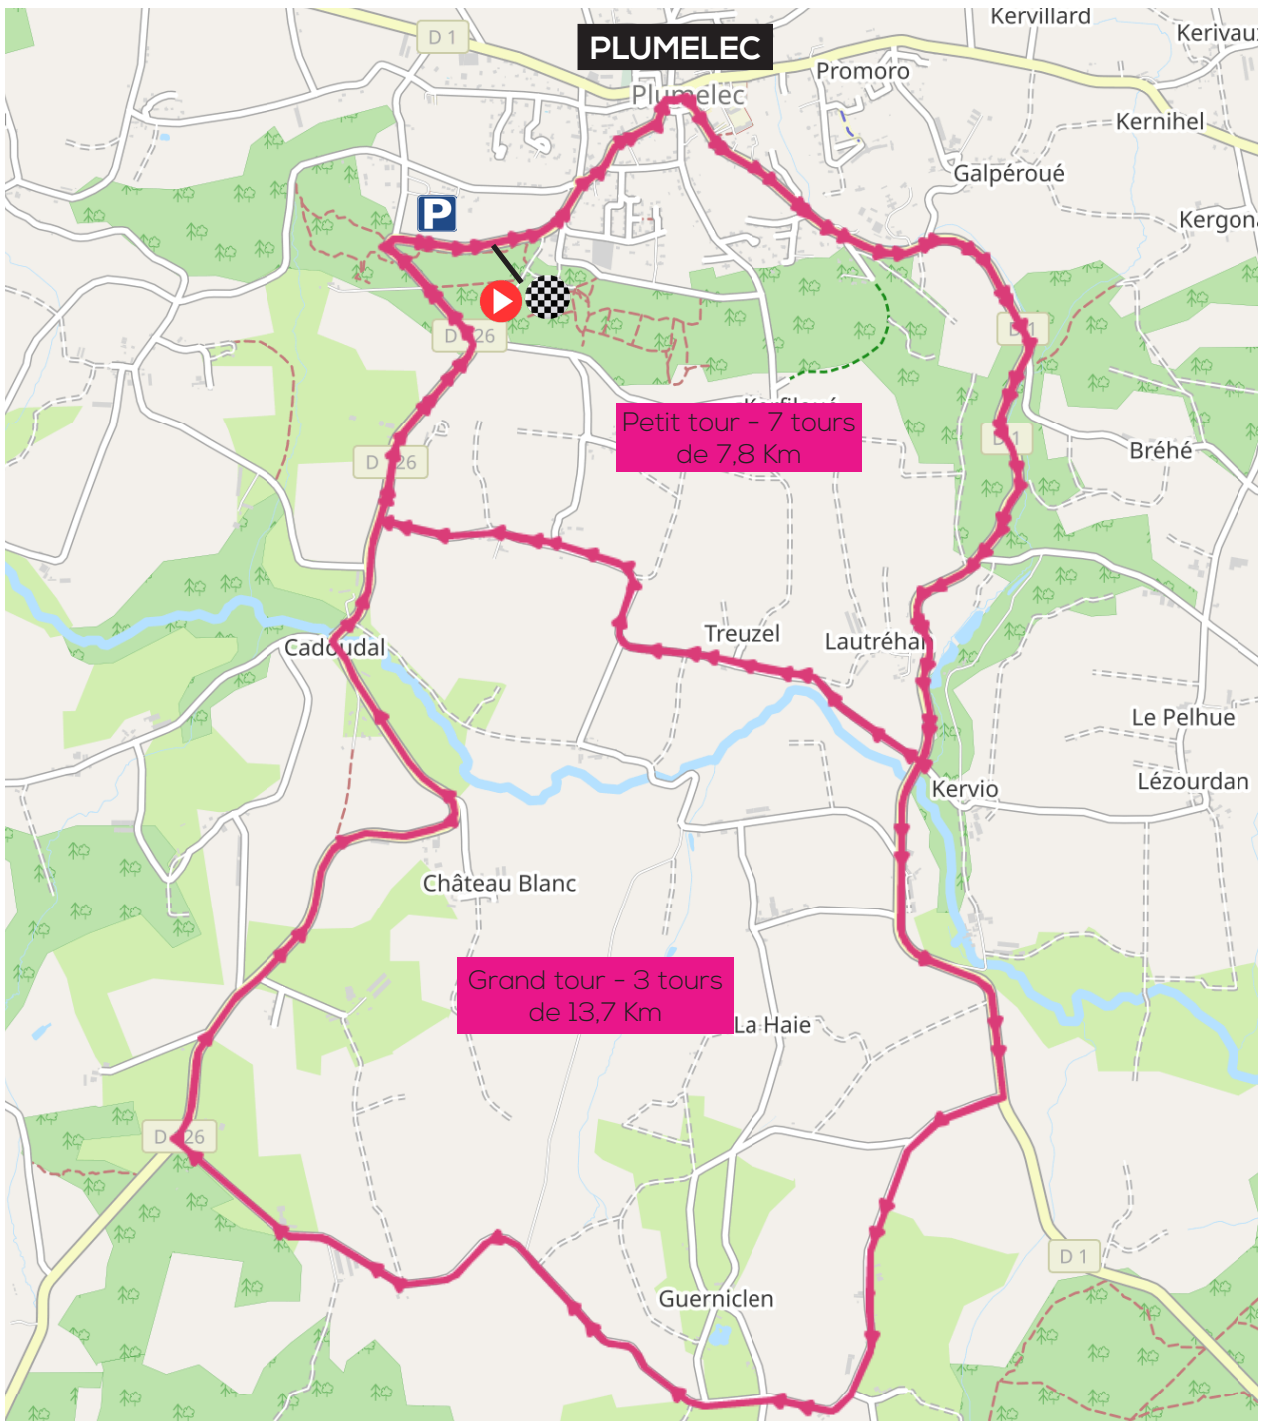 Kervillard
D 1
Kerivau
PLUMELEC
Promoro
Plumelec
Kernihel
Galpéroué
P
Kergon
D 1
D 26
Petit tour - 7 tours
de 7,8 Km
D 1
Bréhé
D 26
Treuzel
Lautréhan
Cadoudal
Le Pelhue
Lézourdan
Kervio
Château Blanc
Grand tour - 3 tours
de 13,7 Km
La Haie
D 26
D 1
Guerniclen